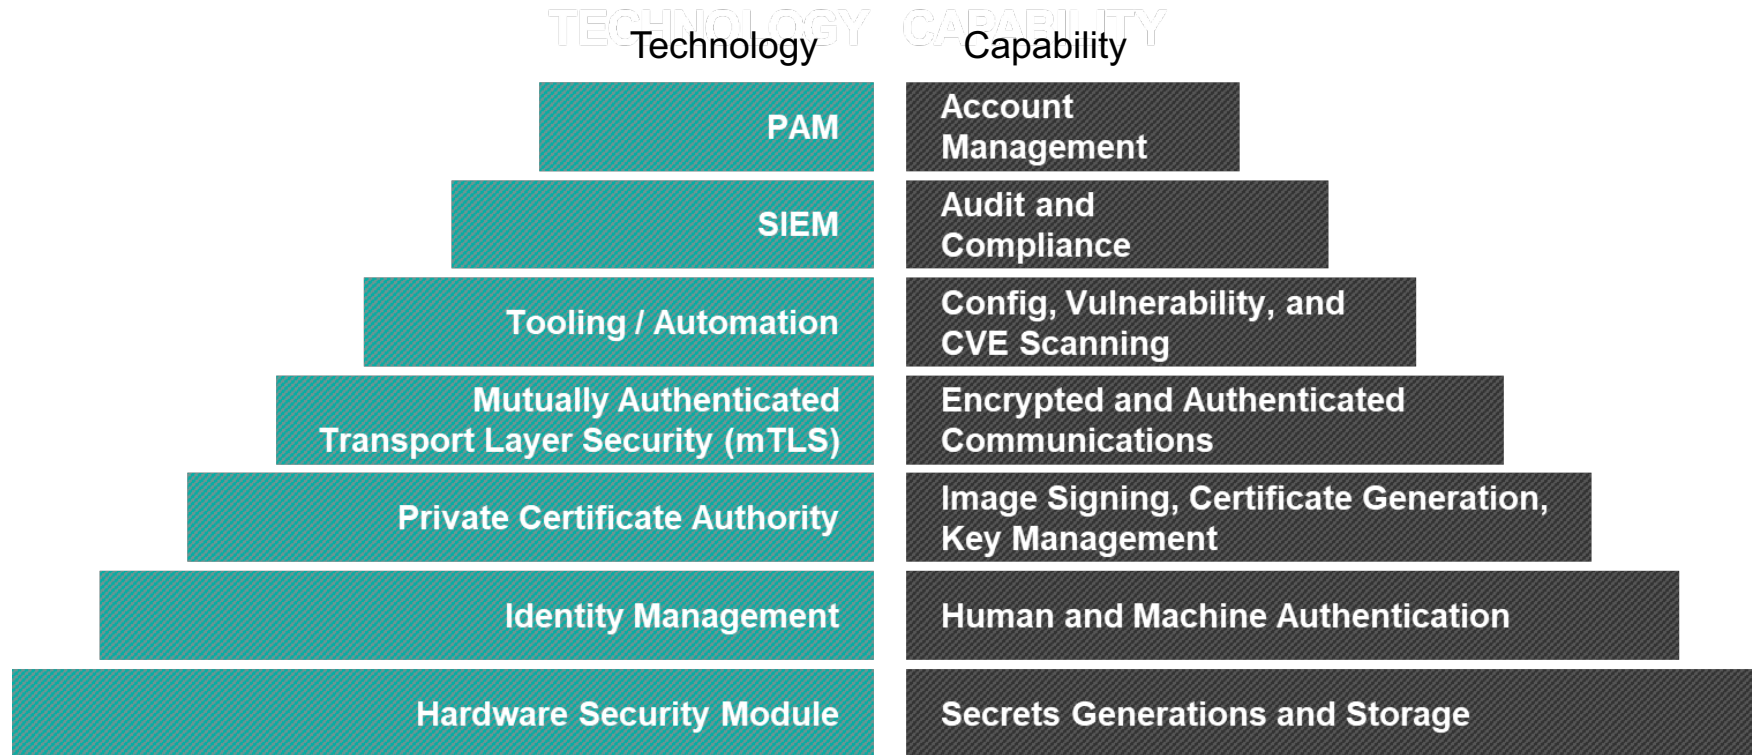 TECHNOLOGY CAPABILITY
Technology Capability
PAM
Account
Management
SIEM
Audit and
Compliance
Tooling / Automation
Config, Vulnerability, and
CVE Scanning
Mutually Authenticated
Transport Layer Security (mTLS)
Encrypted and Authenticated
Communications
Private Certificate Authority
Image Signing, Certificate Generation,
Key Management
Identity Management
Human and Machine Authentication
Hardware Security Module
Secrets Generations and Storage